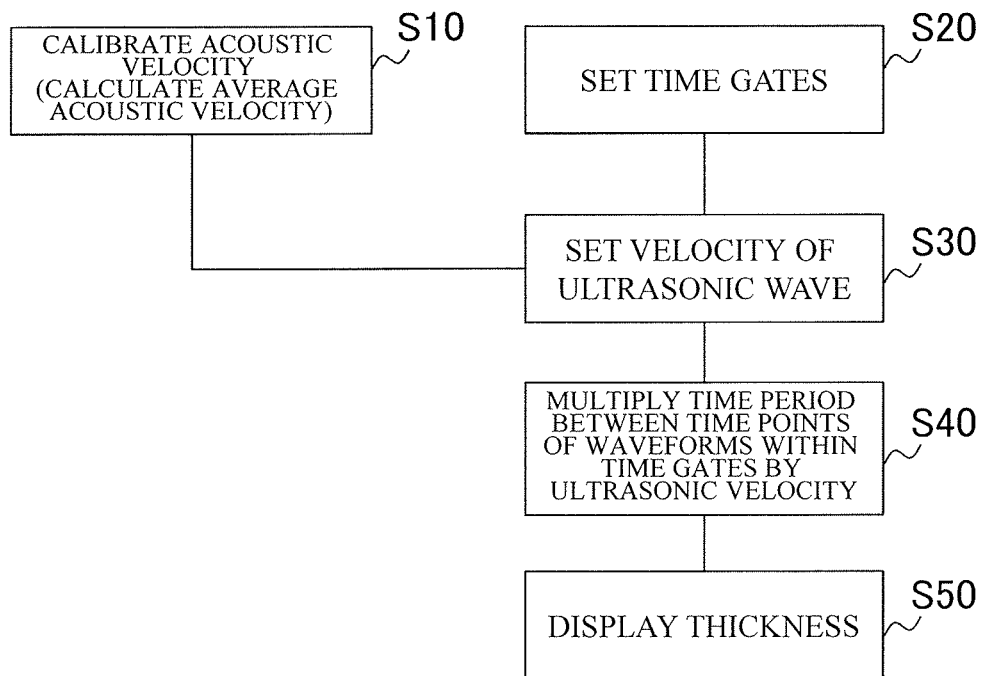 S10
CALIBRATE ACOUSTIC
VELOCITY
(CALCULATE AVERAGE
ACOUSTIC VELOCITY)
S20
SET TIME GATES
S30
SET VELOCITY OF
ULTRASONIC WAVE
S40
MULTIPLY TIME PERIOD
BETWEEN TIME POINTS
OF WAVEFORMS WITHIN
TIME GATES BY
ULTRASONIC VELOCITY
S50
DISPLAY THICKNESS